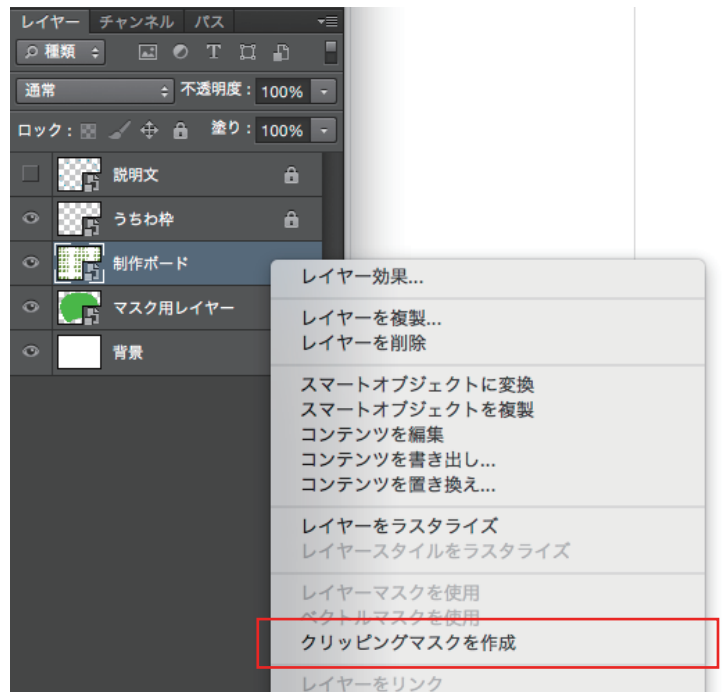 レイヤー チャンネル パス
種類 T
通常 不透明度： 100%
ロック： 塗り： 100%
説明文
うちわ枠
制作ボード
マスク用レイヤー
背景
レイヤー効果...
レイヤーを複製...
レイヤーを削除
スマートオブジェクトに変換
スマートオブジェクトを複製
コンテンツを編集
コンテンツを書き出し...
コンテンツを置き換え...
レイヤーをラスタライズ
レイヤースタイルをラスタライズ
レイヤーマスクを使用
ベクトルマスクを使用
クリッピングマスクを作成
レイヤーをリンク